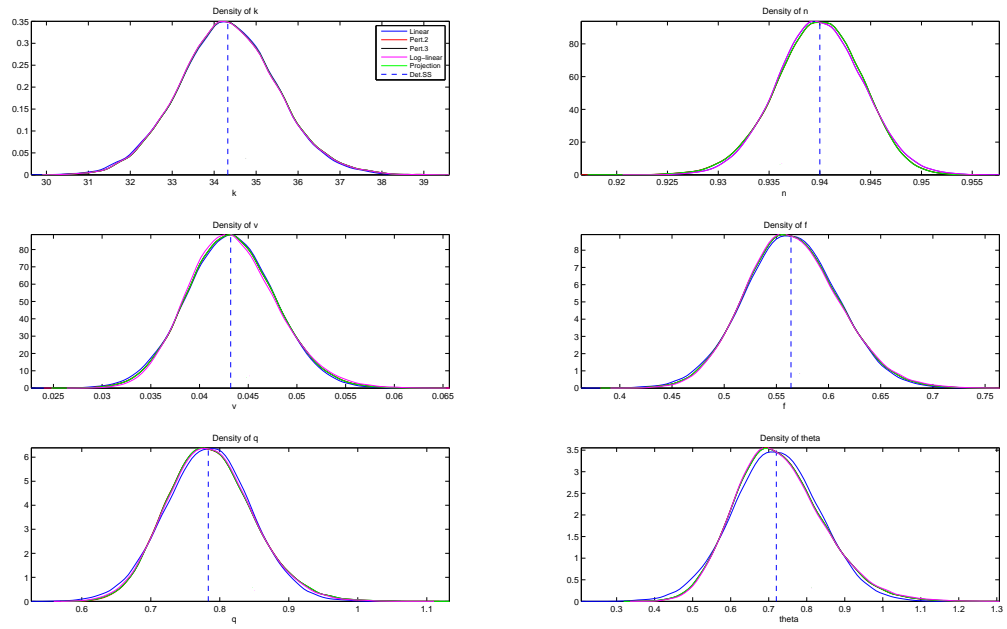 Density of k
0.35
0.3
0.25
0.2
0.15
0.1
0.05
0
30 31 32 33 34 35 36 37 38 39
k
Linear
Pert.2
Pert.3
Log-linear
Projection
Det.SS
Density of n
80
60
40
20
0
0.92 0.925 0.93 0.935 0.94 0.945 0.95 0.955
n
Density of v
80
70
60
50
40
30
20
10
0
0.025 0.03 0.035 0.04 0.045 0.05 0.055 0.06 0.065
v
Density of f
8
7
6
5
4
3
2
1
0
0.4 0.45 0.5 0.55 0.6 0.65 0.7 0.75
f
Density of q
6
5
4
3
2
1
0
0.6 0.7 0.8 0.9 1 1.1
q
Density of theta
3.5
3
2.5
2
1.5
1
0.5
0
0.3 0.4 0.5 0.6 0.7 0.8 0.9 1 1.1 1.2 1.3
theta